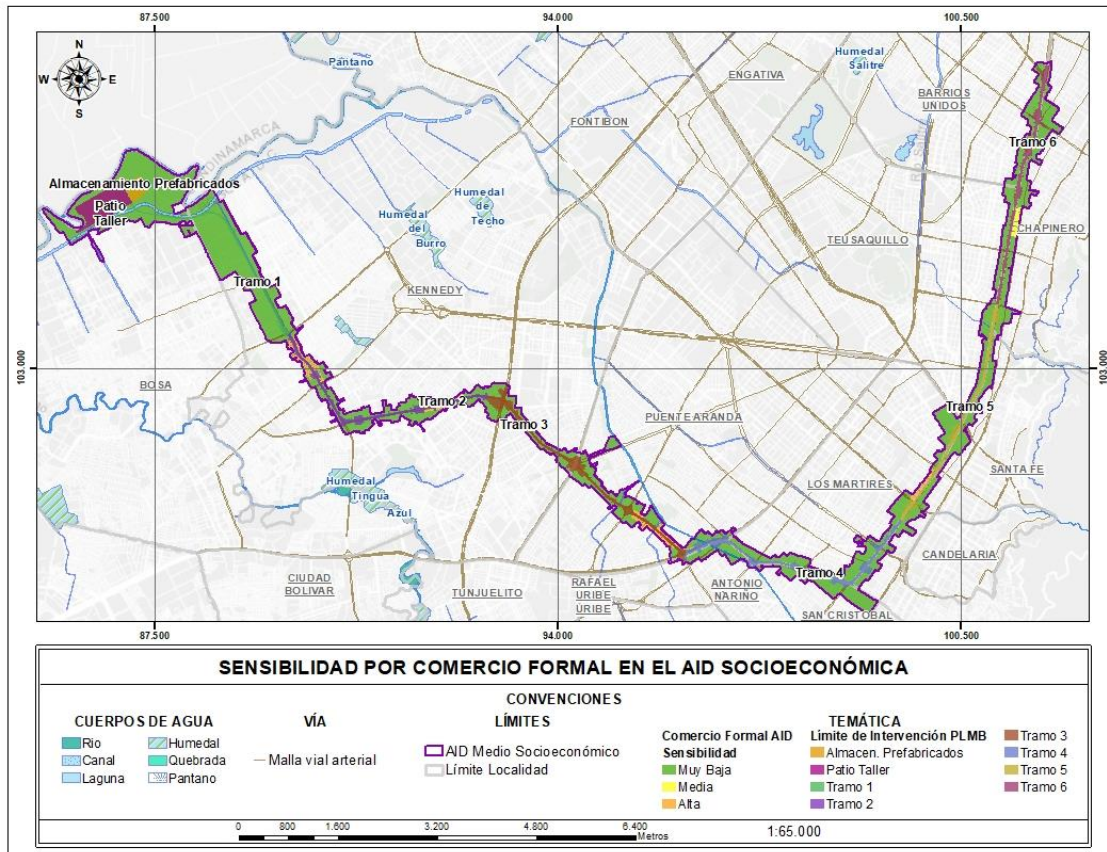 87.500 94.000 100.500
N
W E
S
Pantano
Humedal
Salitre
ENGATIVA
BARRIOS
UNIDOS
FONTIBON
Tramo 6
Almacenamiento Prefabricados
Patio
Taller
Humedal
de
Techo
Humedal
del
Burro
CHAPINERO
TEUSAQUILLO
Tramo 1
KENNEDY
103.000 103.000
BOSA
Tramo 2
Tramo 3
PUENTE ARANDA
Tramo 5
SANTA FE
LOS MARTIRES
Humedal
Tingua
Azul
CANDELARIA
Tramo 4
CIUDAD
BOLIVAR
TUNJUELITO
RAFAEL
URIBE
URIBE
ANTONIO
NARIÑO
SAN CRISTOBAL
87.500 94.000 100.500
SENSIBILIDAD POR COMERCIO FORMAL EN EL AID SOCIOECONÓMICA
CONVENCIONES
CUERPOS DE AGUA
Rio
Canal
Laguna
Humedal
Quebrada
Pantano
VÍA
Malla vial arterial
LÍMITES
AID Medio Socioeconómico
Límite Localidad
TEMÁTICA
Comercio Formal AID
Sensibilidad
Muy Baja
Media
Alta
Límite de Intervención PLMB
Almacen. Prefabricados
Patio Taller
Tramo 1
Tramo 2
Tramo 3
Tramo 4
Tramo 5
Tramo 6
0 800 1.600 3.200 4.800 6.400
Metros
1:65.000